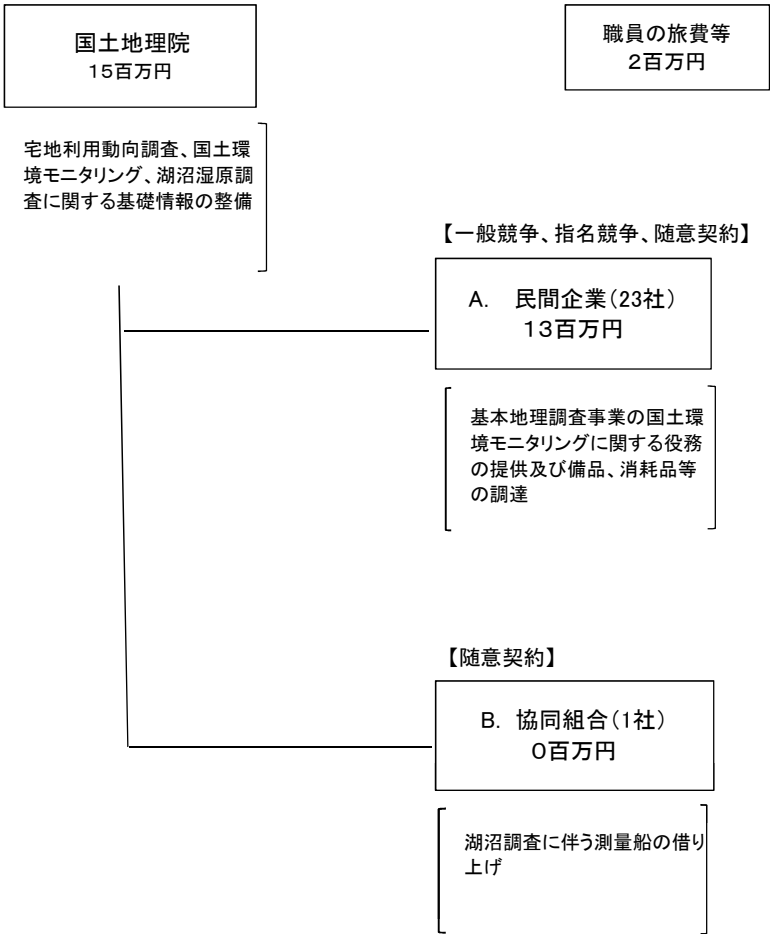 国土地理院
15百万円
職員の旅費等
2百万円
宅地利用動向調査、国土環
境モニタリング、湖沼湿原調
査に関する基礎情報の整備
【一般競争、指名競争、随意契約】
A. 民間企業(23社)
13百万円
基本地理調査事業の国土環
境モニタリングに関する役務
の提供及び備品、消耗品等
の調達
【随意契約】
B. 協同組合(1社)
0百万円
湖沼調査に伴う測量船の借り
上げ